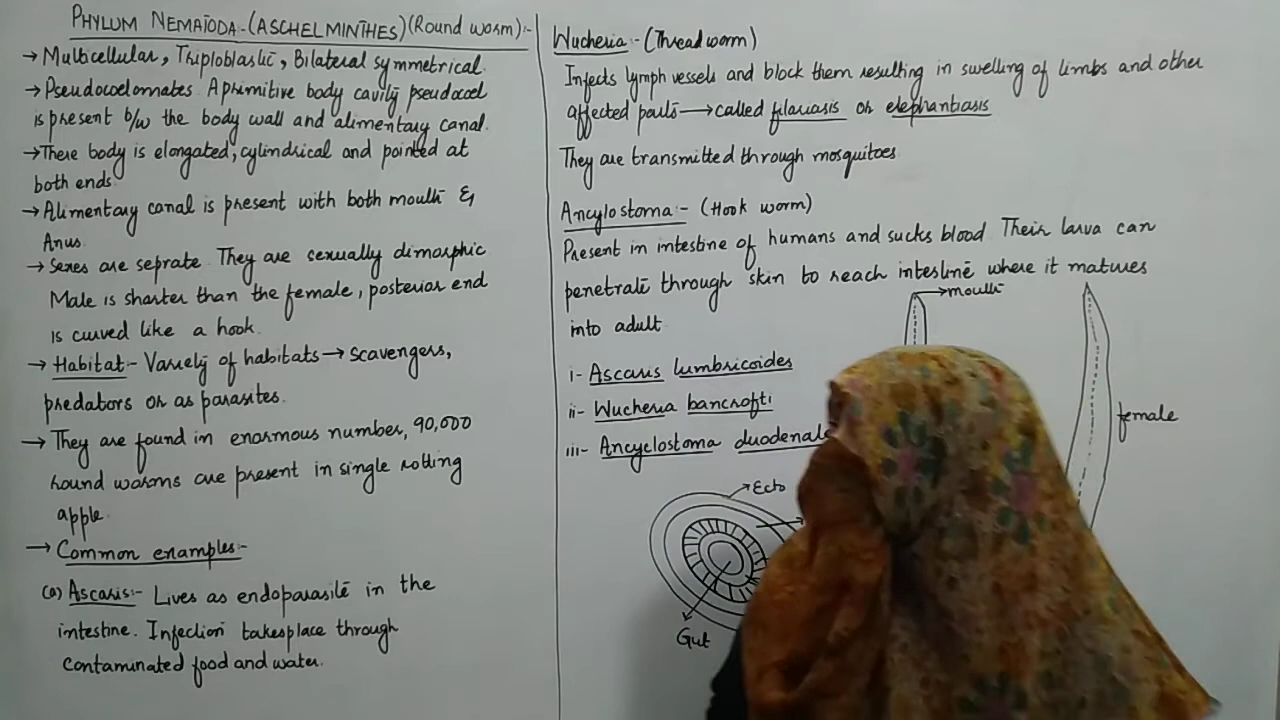 PHYLUM NEMATODA-(ASCHELMINTHES)(Round worm):-
→ Multicellular, Triploblastic, Bilateral symmetrical.
→ Pseudocoelomates A primitive body cavity pseudocoel
is present b/w the body wall and alimentary canal.
→ There body is elongated, cylindrical and pointed at
both ends.
→ Alimentary canal is present with both mouth &
Anus.
→ Sexes are seprate They are sexually dimorphic
Male is sharter than the female, posterior end
is curved like a hook.
→ Habitat:- Variety of habitats → scavengers,
predators or as parasites.
→ They are found in enormous number, 90,000
round worms are present in single rotting
apple.
→ Common examples:-
(a) Ascaris:- Lives as endoparasite in the
intestine. Infection takesplace through
contaminated food and water.
Wucheria:- (Thread worm)
Infects lymph vessels and block them resulting in swelling of limbs and other
affected parts → called filariasis or elephantiasis
They are transmitted through mosquitoes
Ancylostoma:- (Hook worm)
Present in intestine of humans and sucks blood Their larva can
penetrate through skin to reach intestine where it matures
into adult
→ mouth
i- Ascaris lumbricoides
ii- Wucheria bancrofti
female
iii- Ancyclostoma duodenale
Ecto
Gut